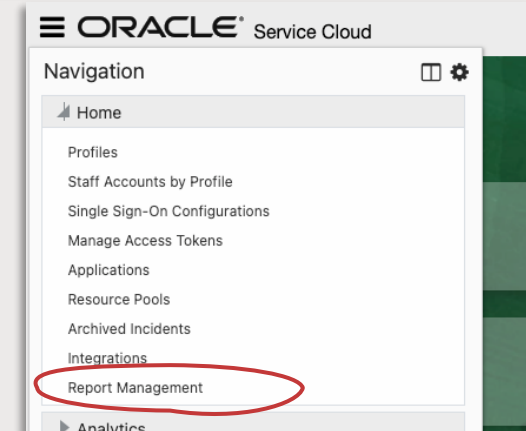 ORACLE® Service Cloud
Navigation
Home
Profiles
Staff Accounts by Profile
Single Sign-On Configurations
Manage Access Tokens
Applications
Resource Pools
Archived Incidents
Integrations
Report Management
Analytics